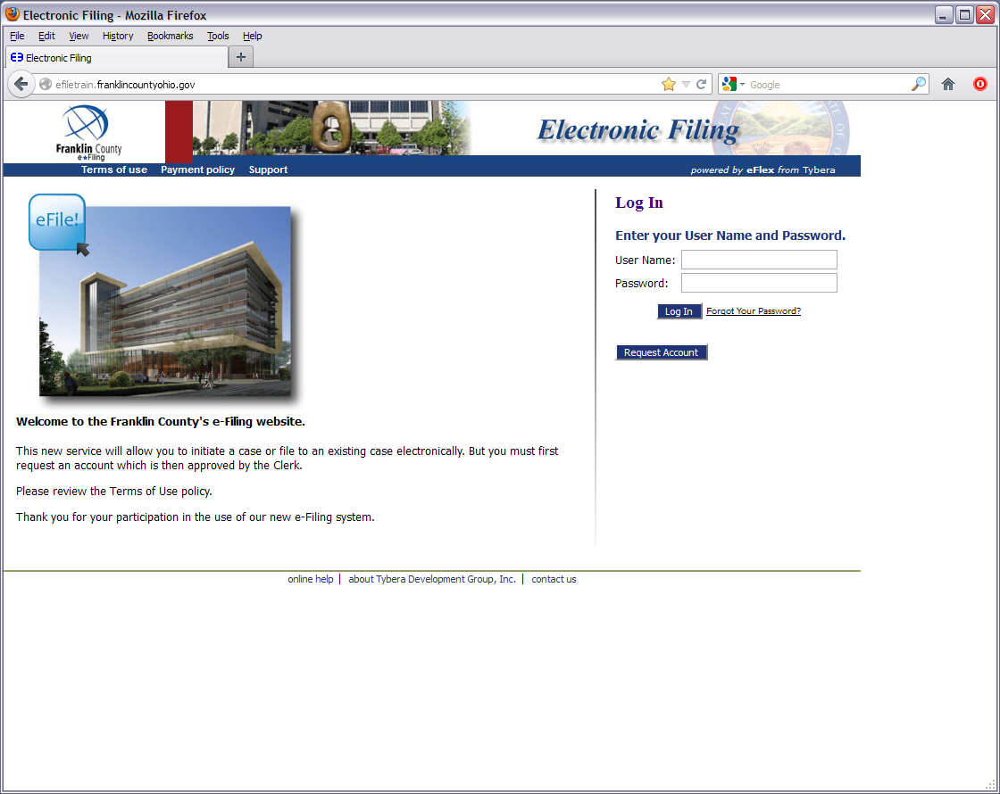 Electronic Filing - Mozilla Firefox
File Edit View History Bookmarks Tools Help
Electronic Filing
efiletrain.franklincountyohio.gov
Google
Franklin County
e★Filing
Electronic Filing
Terms of use Payment policy Support
powered by eFlex from Tybera
eFile!
Log In
Enter your User Name and Password.
User Name:
Password:
Log In Forgot Your Password?
Request Account
Welcome to the Franklin County's e-Filing website.
This new service will allow you to initiate a case or file to an existing case electronically. But you must first
request an account which is then approved by the Clerk.
Please review the Terms of Use policy.
Thank you for your participation in the use of our new e-Filing system.
online help | about Tybera Development Group, Inc. | contact us